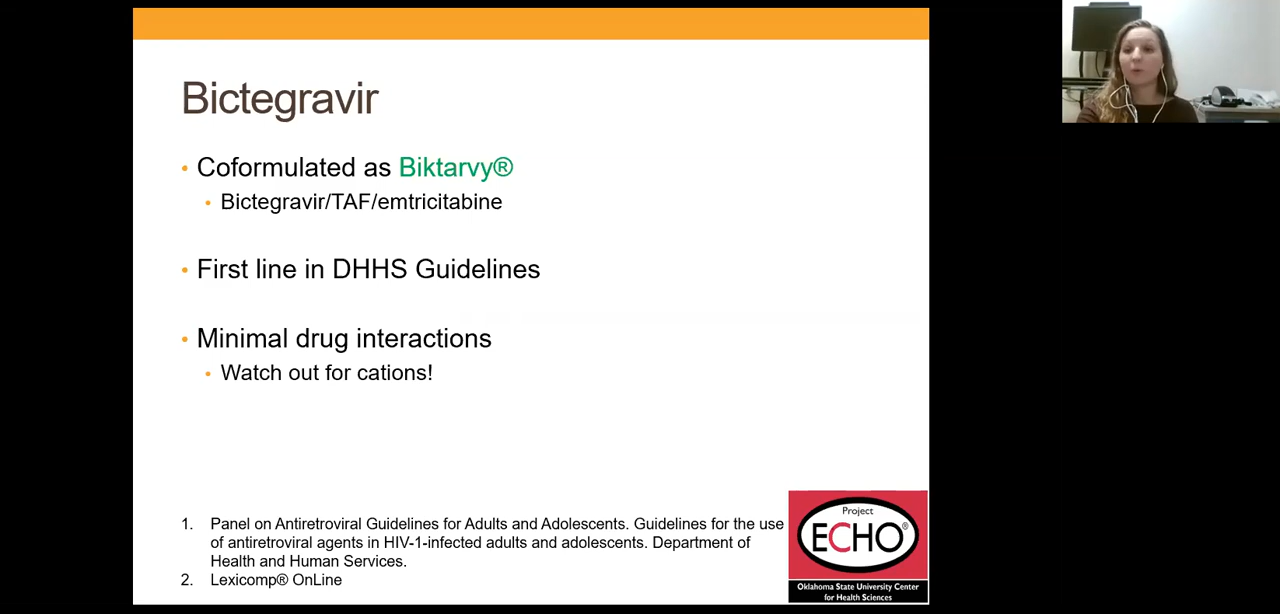 Bictegravir
• Coformulated as Biktarvy®
• Bictegravir/TAF/emtricitabine
• First line in DHHS Guidelines
• Minimal drug interactions
• Watch out for cations!
1. Panel on Antiretroviral Guidelines for Adults and Adolescents. Guidelines for the use
of antiretroviral agents in HIV-1-infected adults and adolescents. Department of
Health and Human Services.
2. Lexicomp® OnLine
Project
ECHO®
Oklahoma State University Center
for Health Sciences